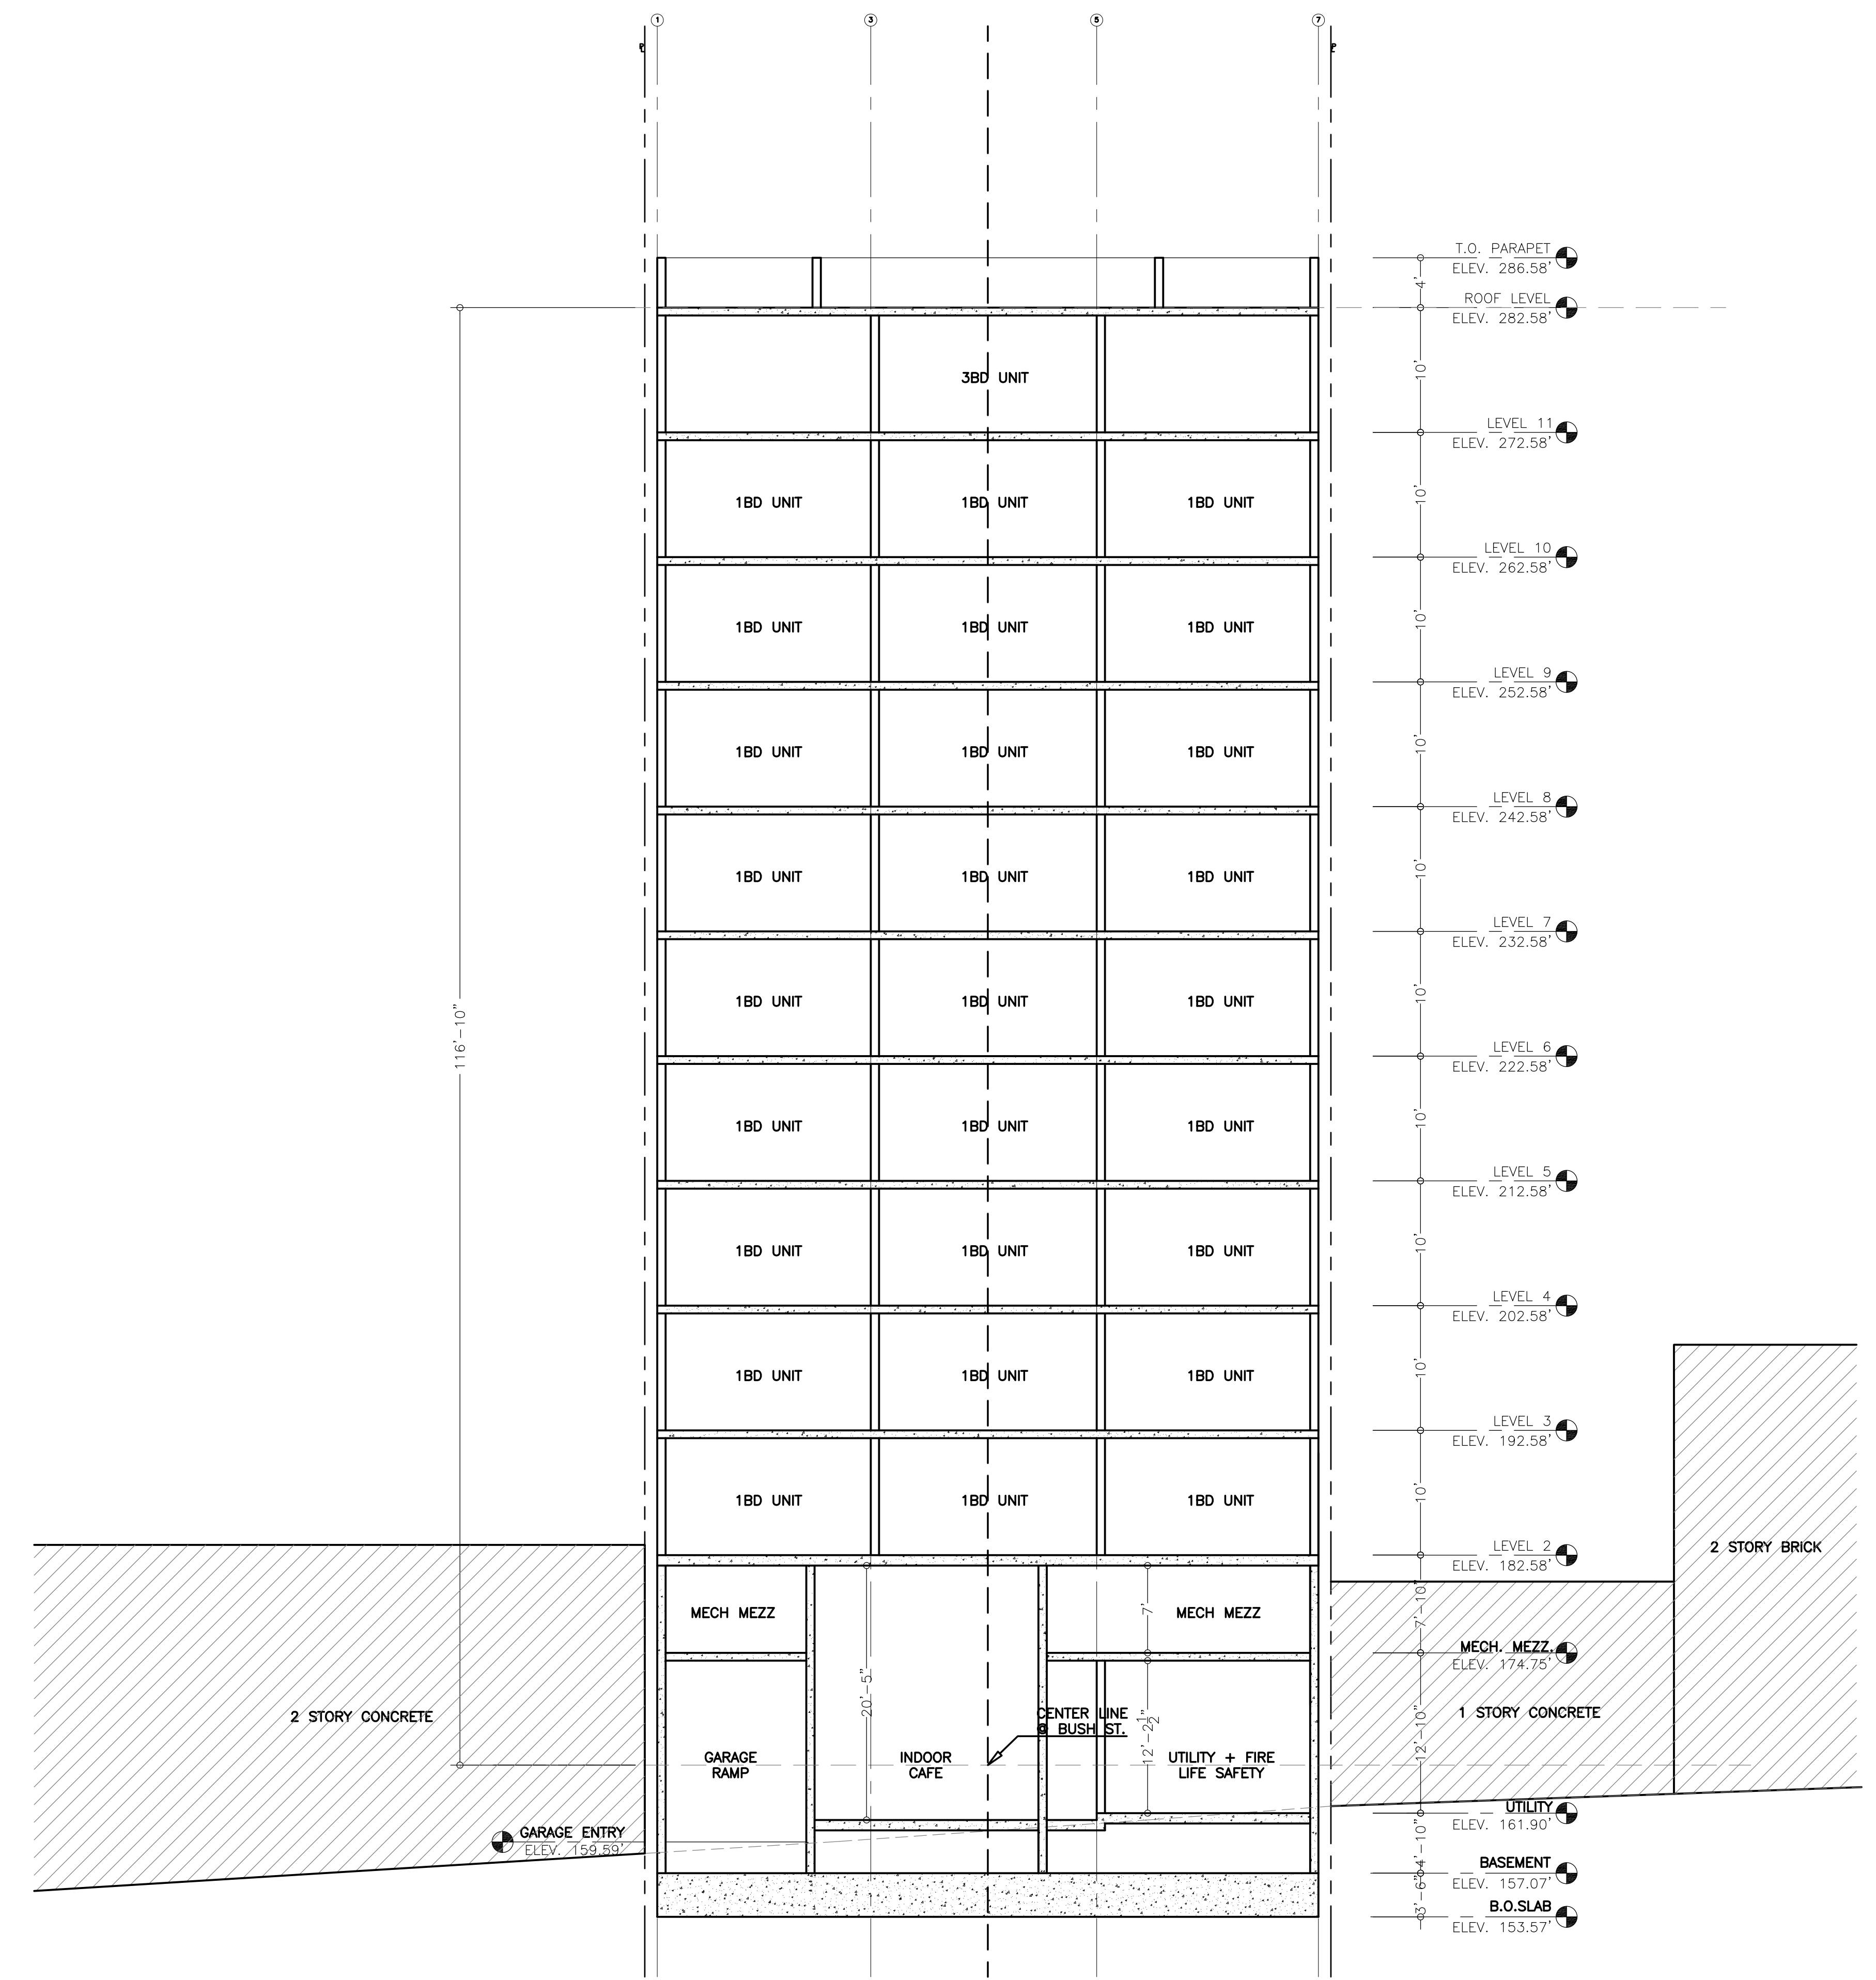 1
3
5
7
PL
PL
T.O. PARAPET
ELEV. 286.58'
4'
ROOF LEVEL
ELEV. 282.58'
10'
3BD UNIT
LEVEL 11
ELEV. 272.58'
1BD UNIT
1BD UNIT
1BD UNIT
10'
LEVEL 10
ELEV. 262.58'
1BD UNIT
1BD UNIT
1BD UNIT
10'
LEVEL 9
ELEV. 252.58'
1BD UNIT
1BD UNIT
1BD UNIT
10'
LEVEL 8
ELEV. 242.58'
1BD UNIT
1BD UNIT
1BD UNIT
10'
LEVEL 7
ELEV. 232.58'
1BD UNIT
1BD UNIT
1BD UNIT
10'
116'-10"
LEVEL 6
ELEV. 222.58'
1BD UNIT
1BD UNIT
1BD UNIT
10'
LEVEL 5
ELEV. 212.58'
1BD UNIT
1BD UNIT
1BD UNIT
10'
LEVEL 4
ELEV. 202.58'
1BD UNIT
1BD UNIT
1BD UNIT
10'
LEVEL 3
ELEV. 192.58'
1BD UNIT
1BD UNIT
1BD UNIT
10'
LEVEL 2
ELEV. 182.58'
2 STORY BRICK
MECH MEZZ
7'
MECH MEZZ
7'-10"
MECH. MEZZ.
ELEV. 174.75'
20'-5"
2 STORY CONCRETE
CENTER LINE
@ BUSH ST.
12'-2 1/2"
12'-10"
1 STORY CONCRETE
GARAGE
RAMP
INDOOR
CAFE
UTILITY + FIRE
LIFE SAFETY
UTILITY
ELEV. 161.90'
GARAGE ENTRY
ELEV. 159.59'
4'-10"
BASEMENT
ELEV. 157.07'
3'-6"
B.O.SLAB
ELEV. 153.57'